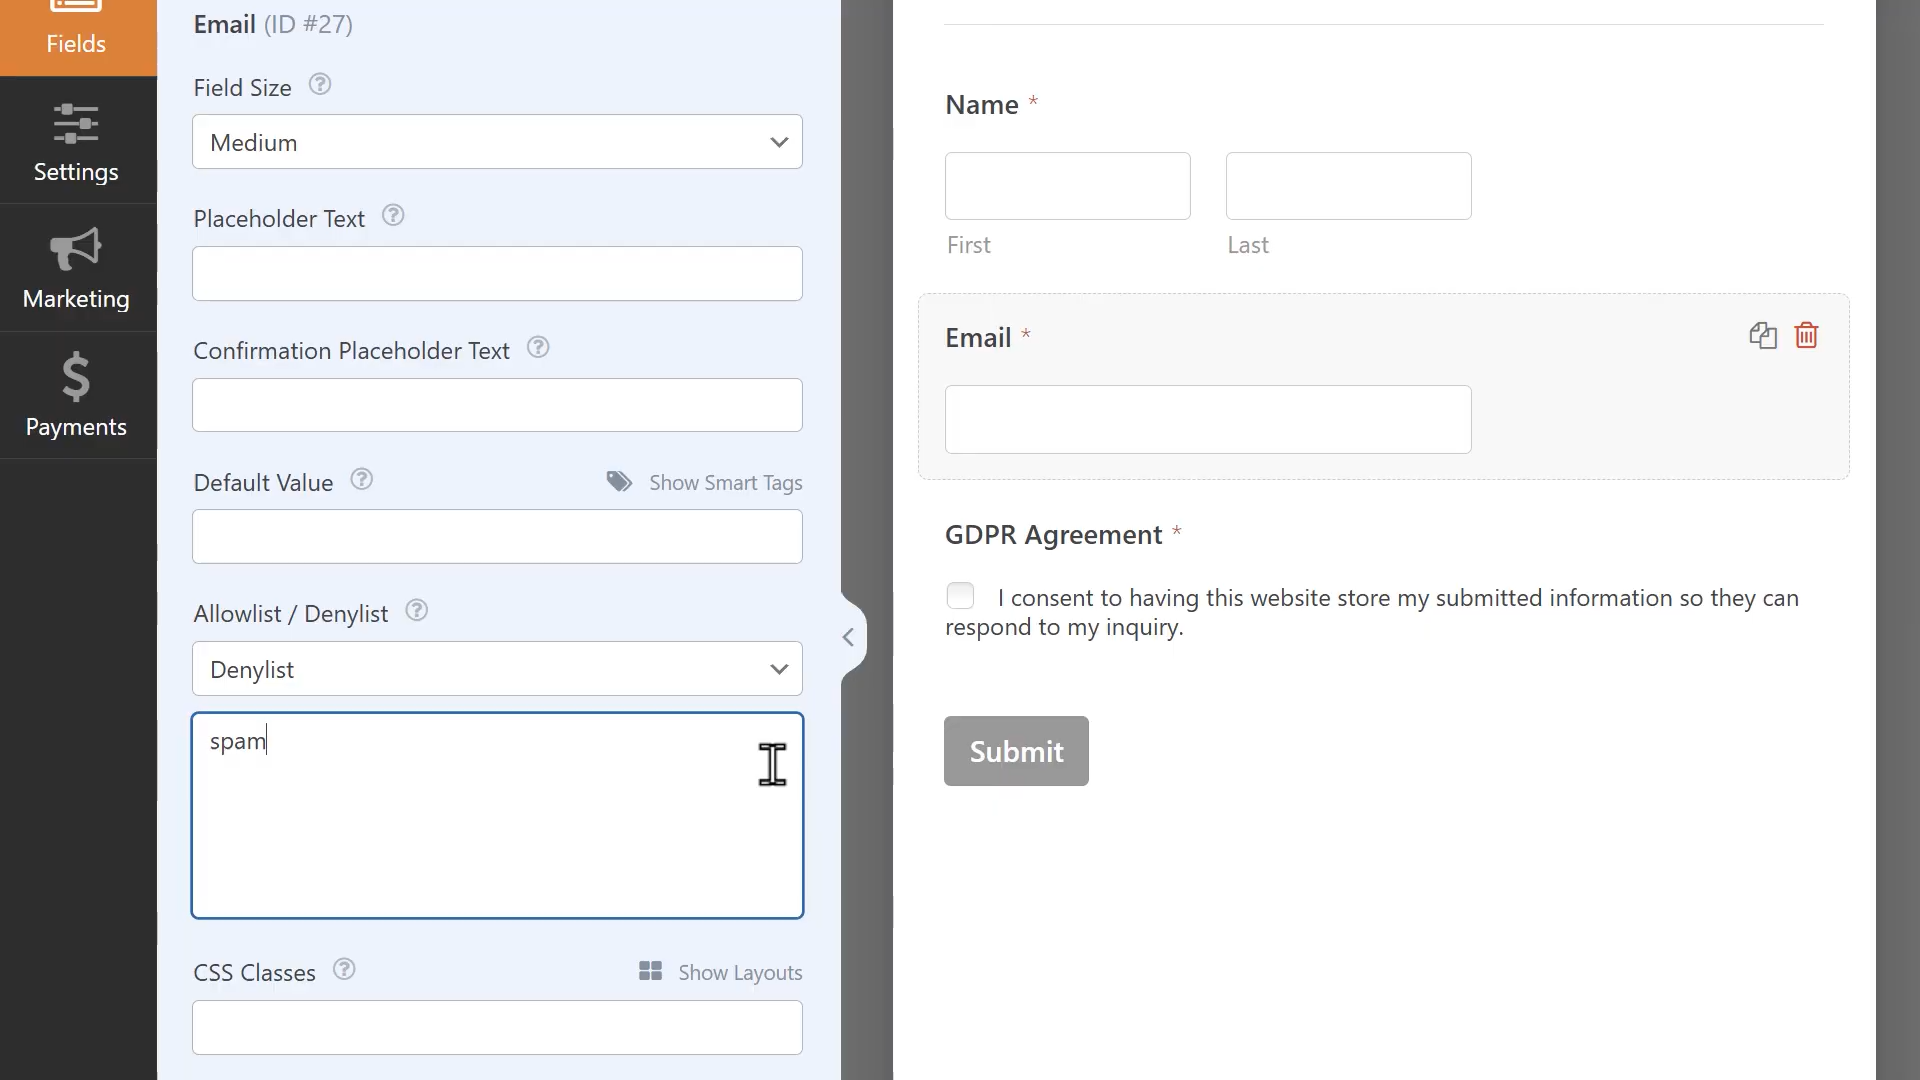 Fields
Settings
Marketing
Payments
Email (ID #27)
Field Size
Medium
Placeholder Text
Confirmation Placeholder Text
Default Value
Show Smart Tags
Allowlist / Denylist
Denylist
spam
CSS Classes
Show Layouts
Name *
First
Last
Email *
GDPR Agreement *
I consent to having this website store my submitted information so they can
respond to my inquiry.
Submit